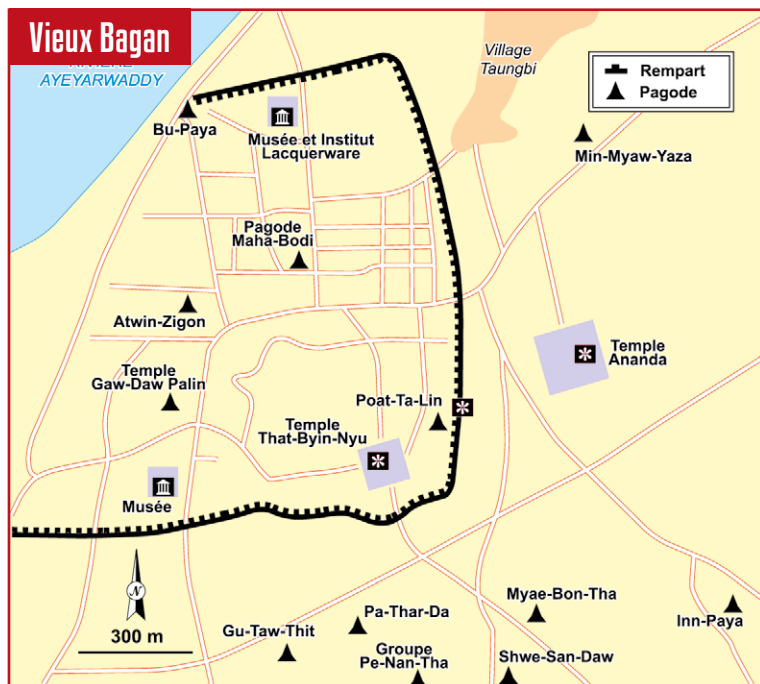 Vieux Bagan
AYEYARWADDY
Village
Taungbi
Rempart
Pagode
Bu-Paya
Musée et Institut
Lacquerware
Min-Myaw-Yaza
Pagode
Maha-Bodi
Atwin-Zigon
Temple
Ananda
Temple
Gaw-Daw Palin
Poat-Ta-Lin
Temple
That-Byin-Nyu
Musée
N
300 m
Myae-Bon-Tha
Inn-Paya
Pa-Thar-Da
Gu-Taw-Thit
Groupe
Pe-Nan-Tha
Shwe-San-Daw